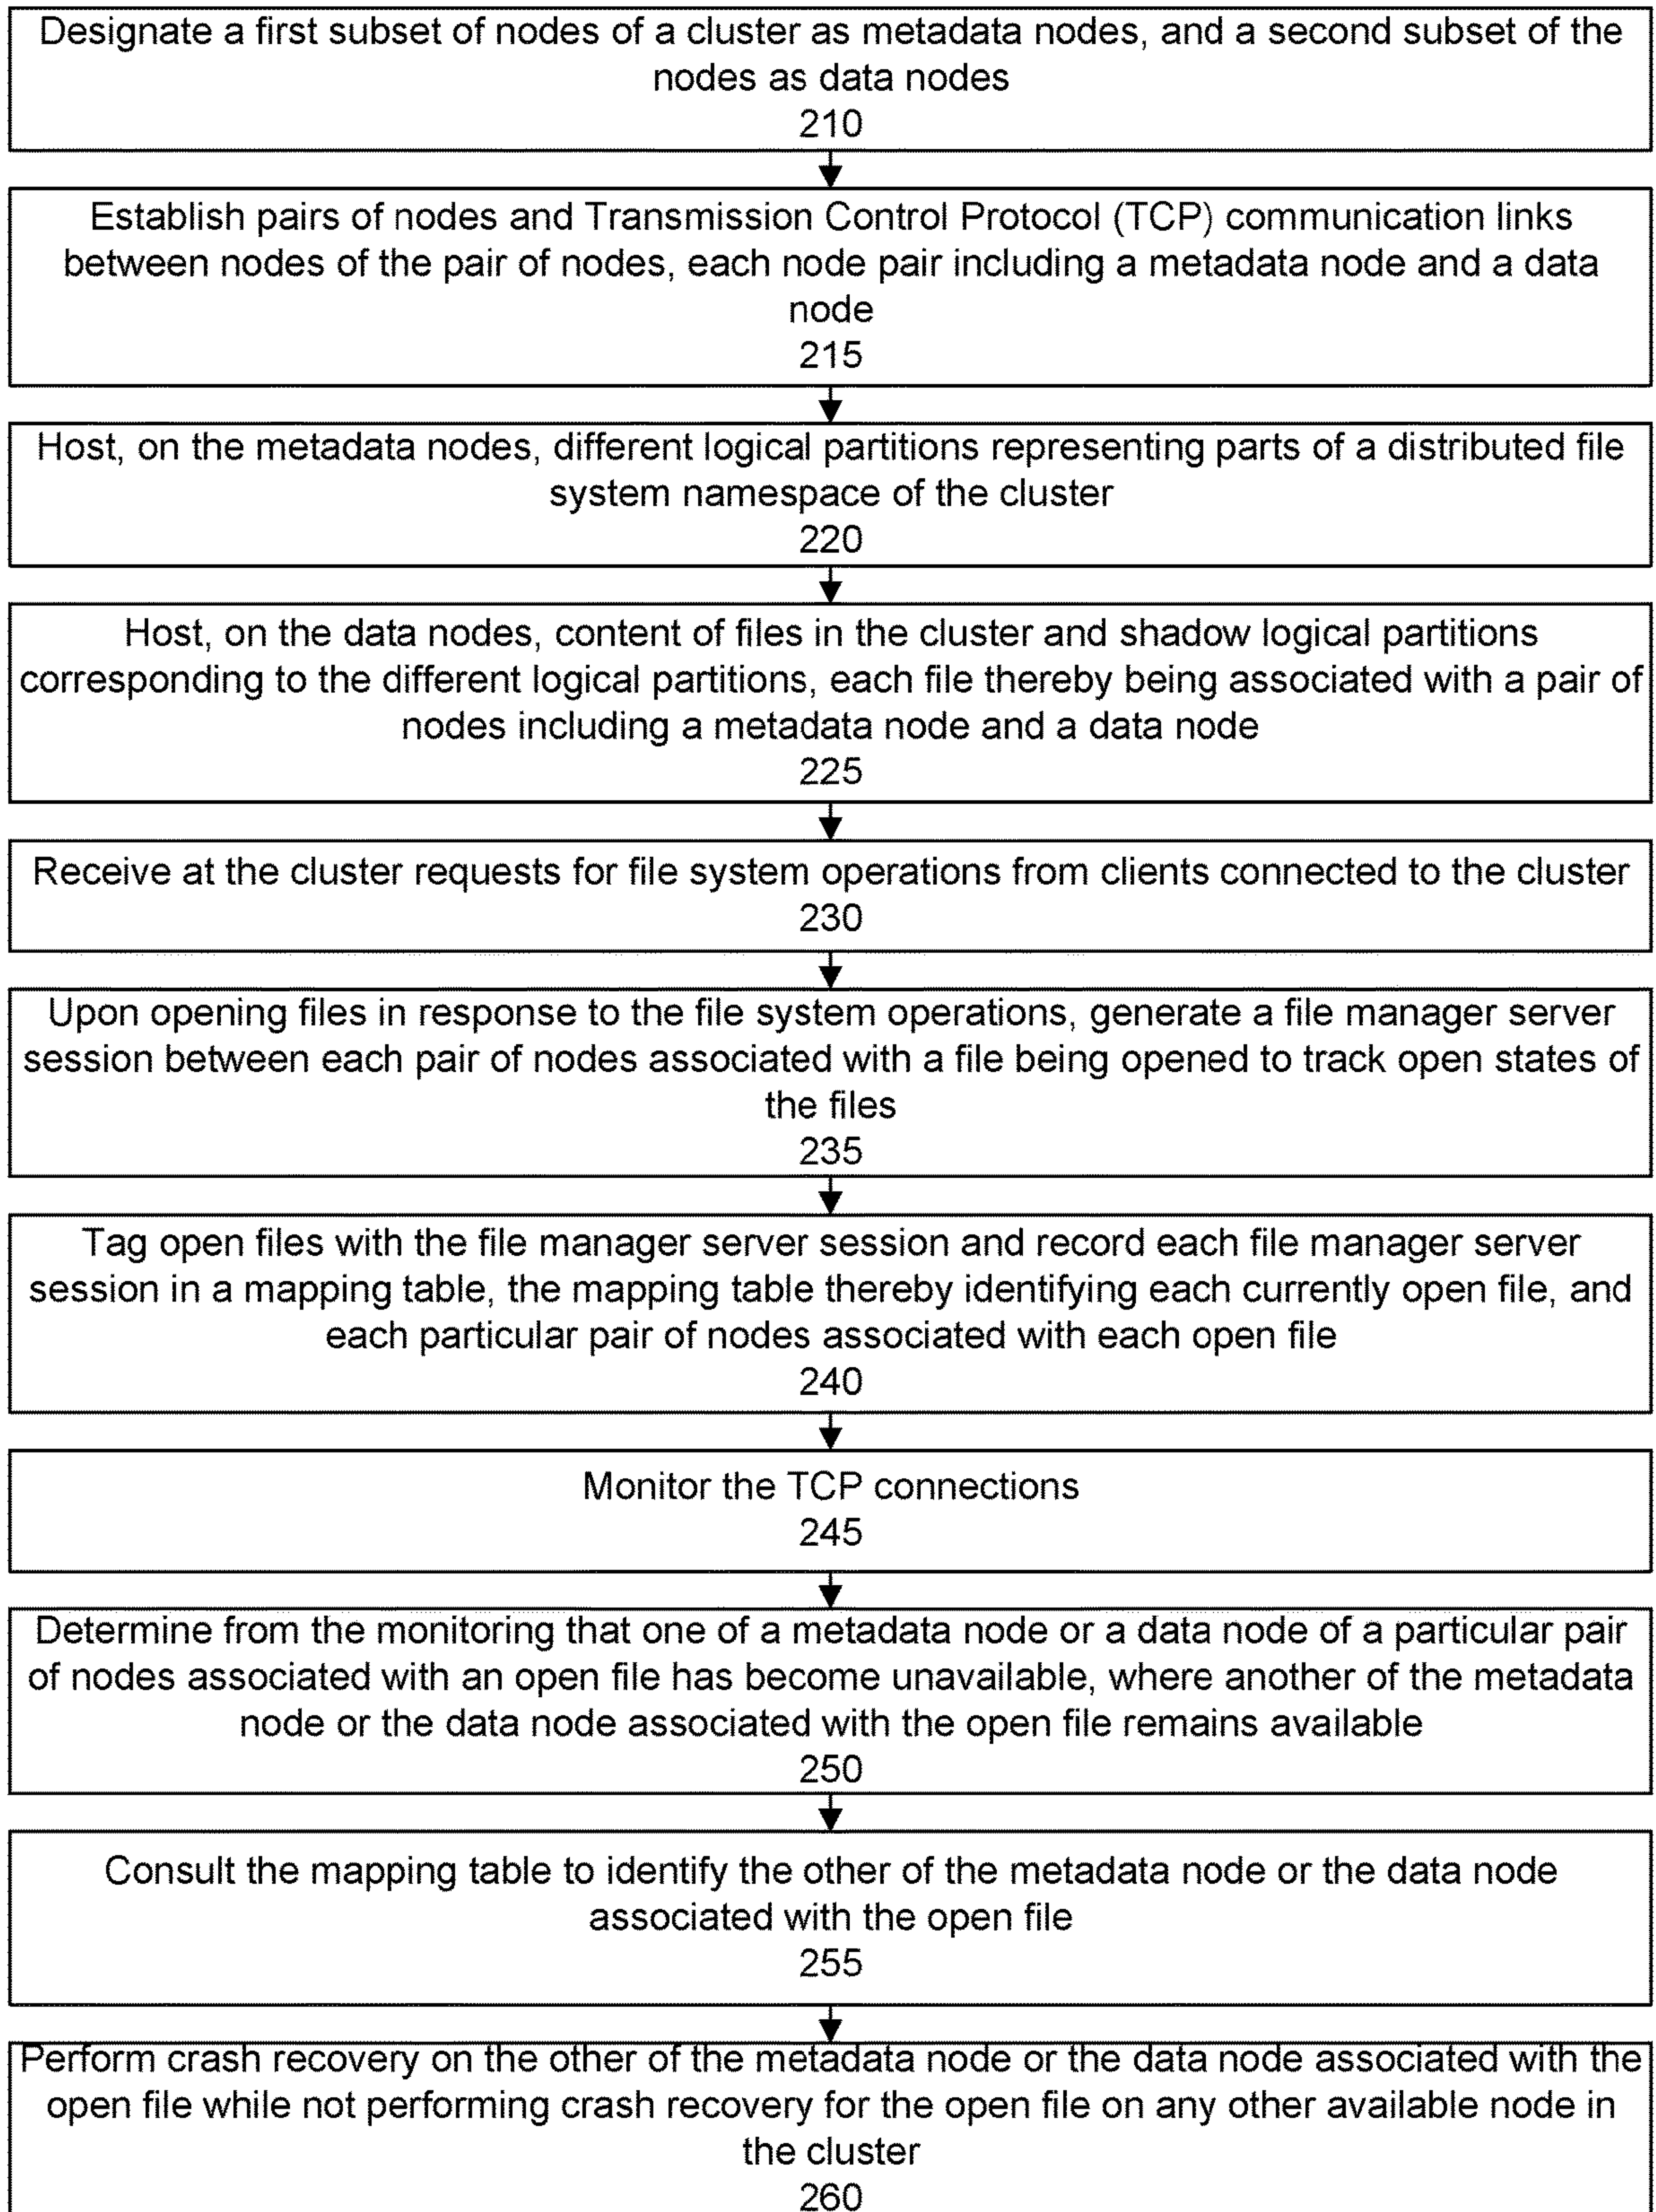 Designate a first subset of nodes of a cluster as metadata nodes, and a second subset of the
nodes as data nodes
210
Establish pairs of nodes and Transmission Control Protocol (TCP) communication links
between nodes of the pair of nodes, each node pair including a metadata node and a data
node
215
Host, on the metadata nodes, different logical partitions representing parts of a distributed file
system namespace of the cluster
220
Host, on the data nodes, content of files in the cluster and shadow logical partitions
corresponding to the different logical partitions, each file thereby being associated with a pair of
nodes including a metadata node and a data node
225
Receive at the cluster requests for file system operations from clients connected to the cluster
230
Upon opening files in response to the file system operations, generate a file manager server
session between each pair of nodes associated with a file being opened to track open states of
the files
235
Tag open files with the file manager server session and record each file manager server
session in a mapping table, the mapping table thereby identifying each currently open file, and
each particular pair of nodes associated with each open file
240
Monitor the TCP connections
245
Determine from the monitoring that one of a metadata node or a data node of a particular pair
of nodes associated with an open file has become unavailable, where another of the metadata
node or the data node associated with the open file remains available
250
Consult the mapping table to identify the other of the metadata node or the data node
associated with the open file
255
Perform crash recovery on the other of the metadata node or the data node associated with the
open file while not performing crash recovery for the open file on any other available node in
the cluster
260